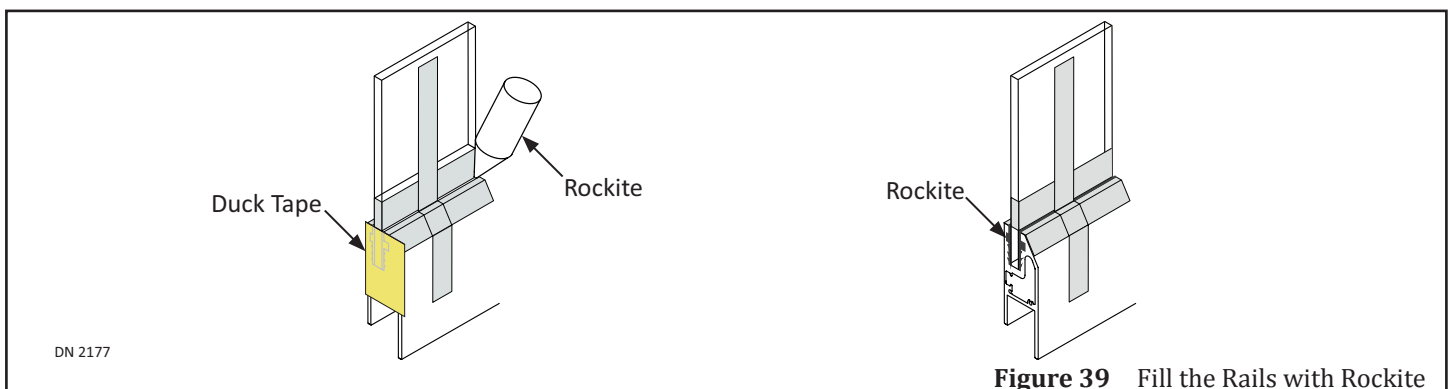 Duck Tape
Rockite
Rockite
DN 2177
Figure 39 Fill the Rails with Rockite